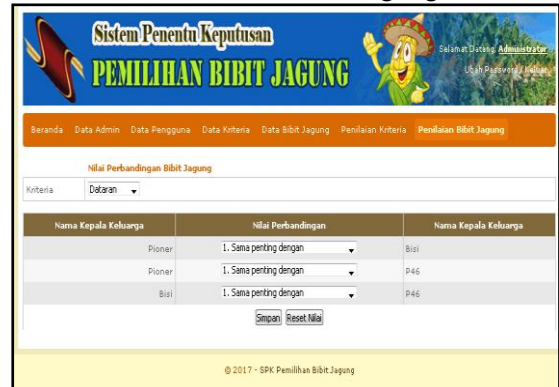 Sistem Penentu Keputusan
PEMILIHAN BIBIT JAGUNG
Selamat Datang, Administrator
Ubah Password / Keluar
Beranda Data Admin Data Pengguna Data Kriteria Data Bibit Jagung Penilaian Kriteria Penilaian Bibit Jagung
Nilai Perbandingan Bibit Jagung
Kriteria Dataran
Nama Kepala Keluarga Nilai Perbandingan Nama Kepala Keluarga
Pioner 1. Sama penting dengan Bisi
Pioner 1. Sama penting dengan P46
Bisi 1. Sama penting dengan P46
Simpan Reset Nilai
© 2017 - SPK Pemilihan Bibit Jagung